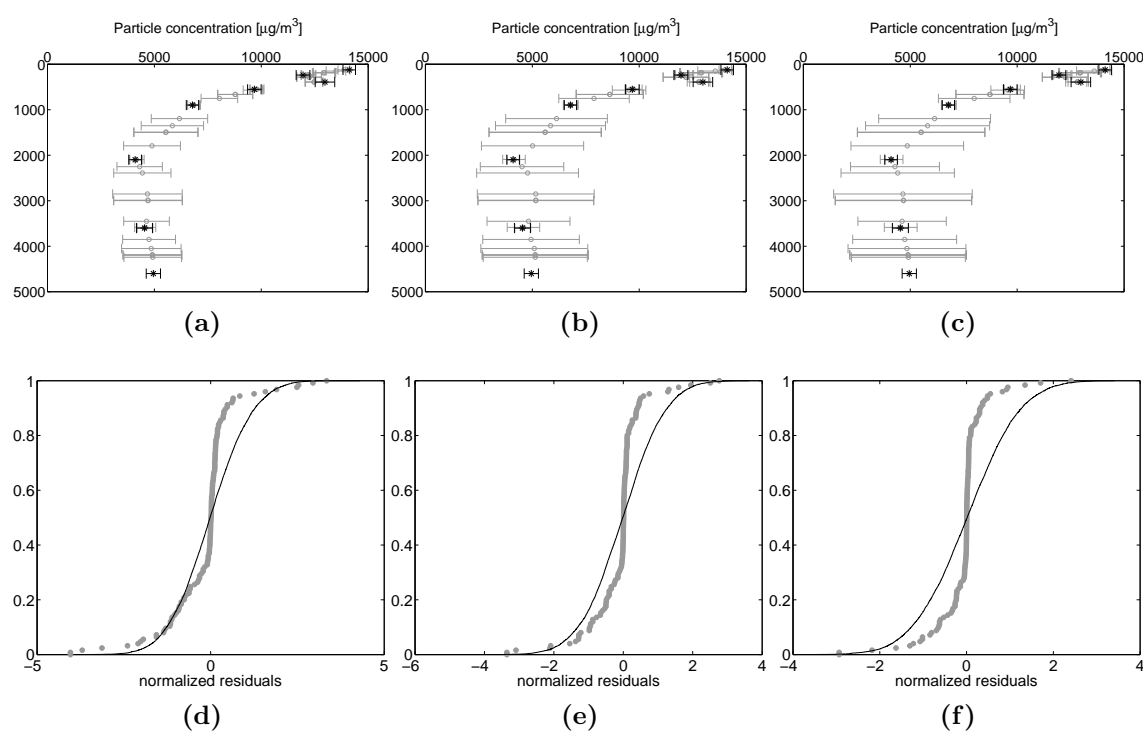 Particle concentration [μg/m³] Particle concentration [μg/m³] Particle concentration [μg/m³]
0 5000 10000 15000 0 5000 10000 15000 0 5000 10000 15000
0 0 0
1000 1000 1000
2000 2000 2000
3000 3000 3000
4000 4000 4000
5000 5000 5000
(a) (b) (c)
1 1 1
0.8 0.8 0.8
0.6 0.6 0.6
0.4 0.4 0.4
0.2 0.2 0.2
0 0 0
−5 0 5 −6 −4 −2 0 2 4 −4 −2 0 2 4
normalized residuals normalized residuals normalized residuals
(d) (e) (f)